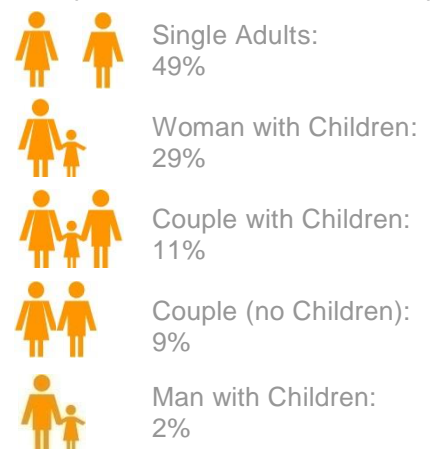 Single Adults:
49%
Woman with Children:
29%
Couple with Children:
11%
Couple (no Children):
9%
Man with Children:
2%